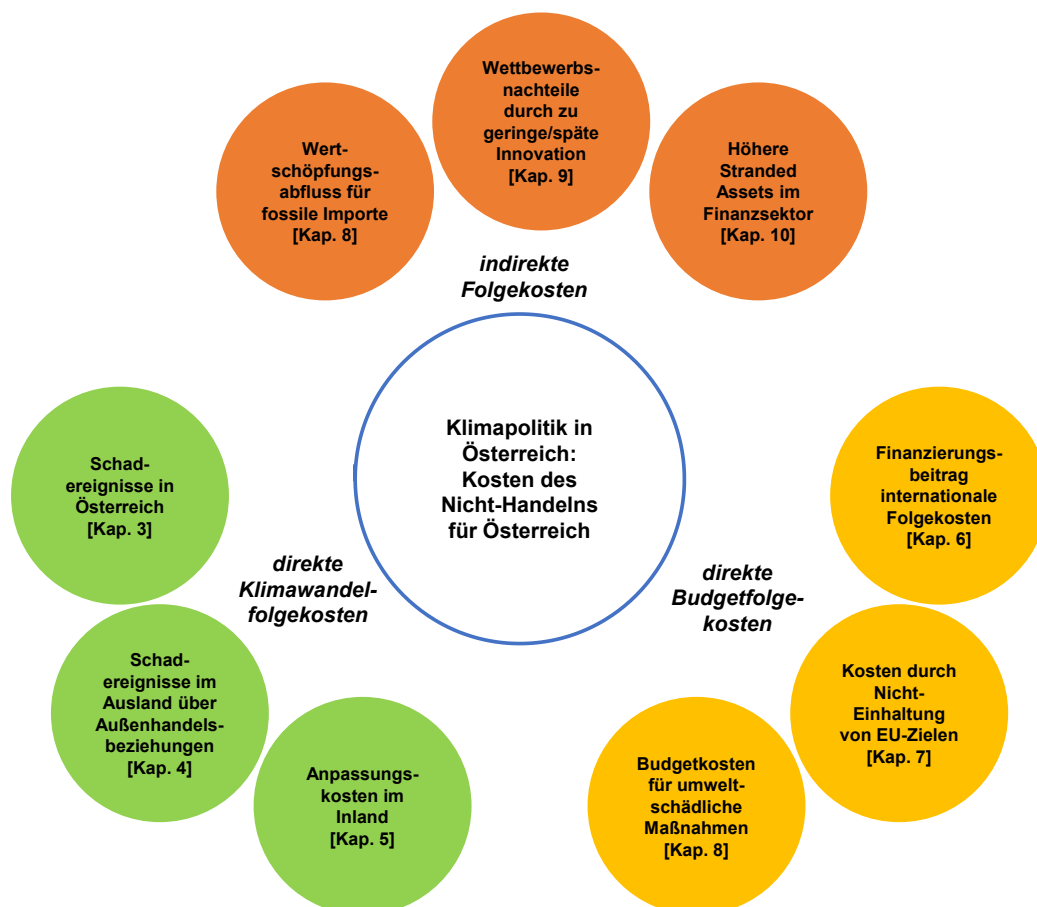 Wettbewerbs-
nachteile
durch zu
geringe/späte
Innovation
[Kap. 9]
Wert-
schöpfungs-
abfluss für
fossile Importe
[Kap. 8]
Höhere
Stranded
Assets im
Finanzsektor
[Kap. 10]
indirekte
Folgekosten
Klimapolitik in
Österreich:
Kosten des
Nicht-Handelns
für Österreich
Schad-
ereignisse in
Österreich
[Kap. 3]
direkte
Klimawandel-
folgekosten
Schad-
ereignisse im
Ausland über
Außenhandels-
beziehungen
[Kap. 4]
Anpassungs-
kosten im
Inland
[Kap. 5]
Finanzierungs-
beitrag
internationale
Folgekosten
[Kap. 6]
direkte
Budgetfolge-
kosten
Kosten durch
Nicht-
Einhaltung
von EU-Zielen
[Kap. 7]
Budgetkosten
für umwelt-
schädliche
Maßnahmen
[Kap. 8]